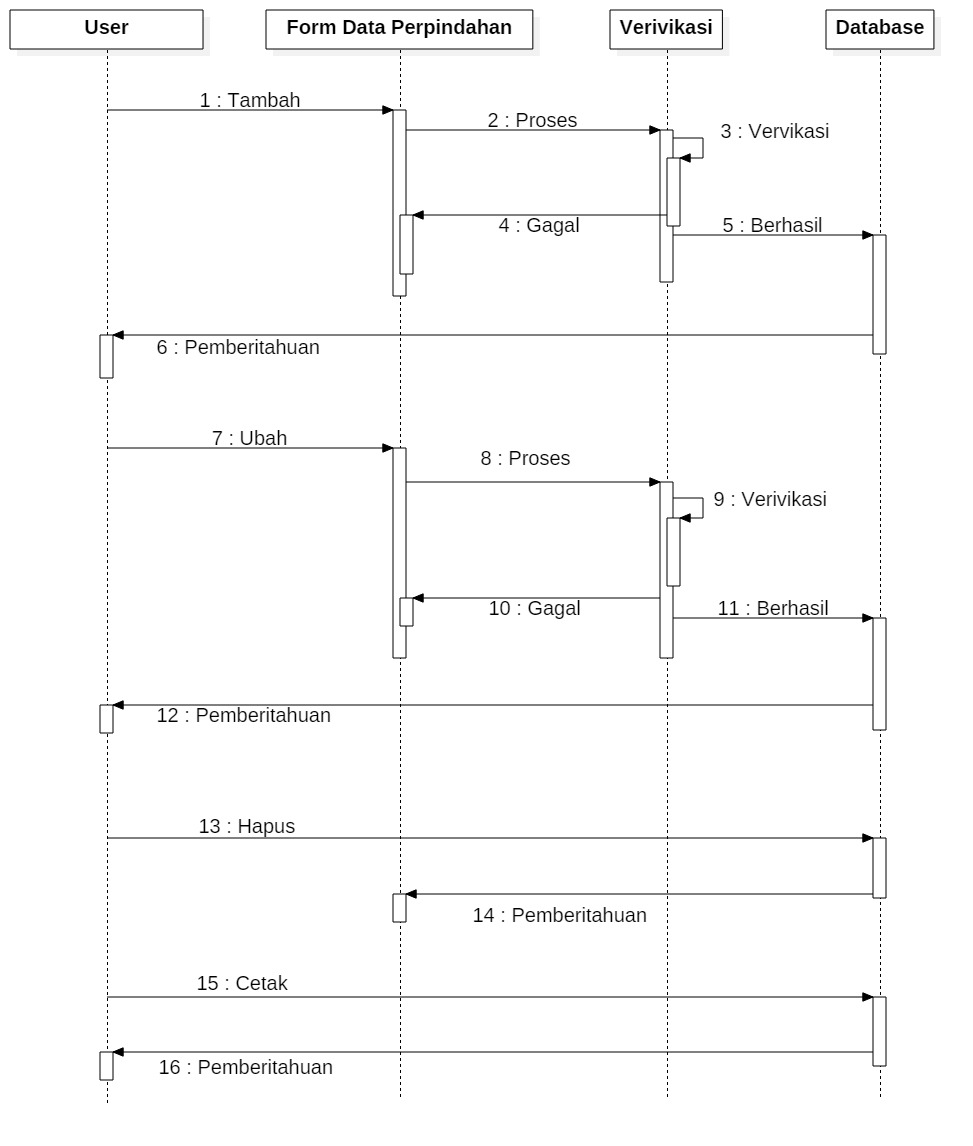 User
Form Data Perpindahan
Verivikasi
Database
1 : Tambah
2 : Proses
3 : Vervikasi
4 : Gagal
5 : Berhasil
6 : Pemberitahuan
7 : Ubah
8 : Proses
9 : Verivikasi
10 : Gagal
11 : Berhasil
12 : Pemberitahuan
13 : Hapus
14 : Pemberitahuan
15 : Cetak
16 : Pemberitahuan